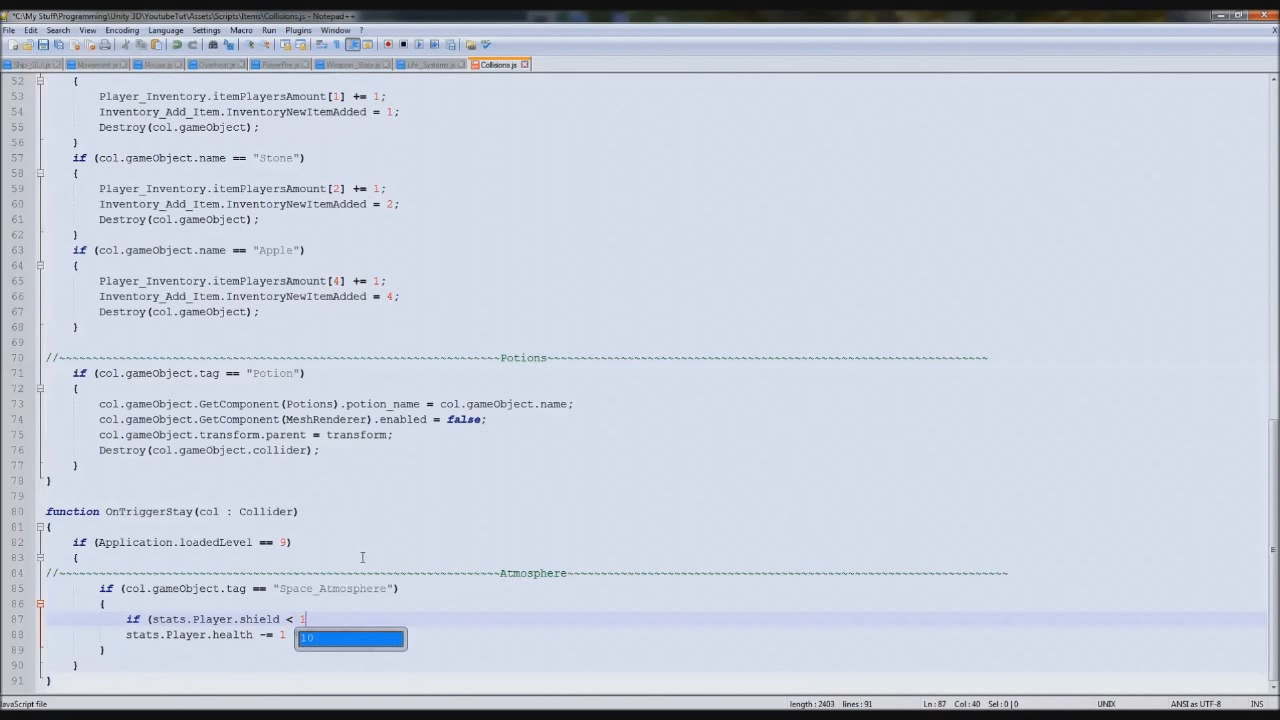 *C:\My Stuff\Programming\Unity 3D\YoutubeTut\Assets\Scripts\Items\Collisions.js - Notepad++
File Edit Search View Encoding Language Settings Macro Run Plugins Window ? X
Ship_GUI.js Movement.js Rotate.js Overheat.js PlayerFire.js Weapon_Stats.js Life_Systems.js Collisions.js
52 {
53 Player_Inventory.itemPlayersAmount[1] += 1;
54 Inventory_Add_Item.InventoryNewItemAdded = 1;
55 Destroy(col.gameObject);
56 }
57 if (col.gameObject.name == "Stone")
58 {
59 Player_Inventory.itemPlayersAmount[2] += 1;
60 Inventory_Add_Item.InventoryNewItemAdded = 2;
61 Destroy(col.gameObject);
62 }
63 if (col.gameObject.name == "Apple")
64 {
65 Player_Inventory.itemPlayersAmount[4] += 1;
66 Inventory_Add_Item.InventoryNewItemAdded = 4;
67 Destroy(col.gameObject);
68 }
69
70 //~~~~~~~~~~~~~~~~~~~~~~~~~~~~~~~~~~~~~~~~~~~~~~~~~~~~~~~~~~~~~~~~~~Potions~~~~~~~~~~~~~~~~~~~~~~~~~~~~~~~~~~~~~~~~~~~~~~~~~~~~~~~~~~~~~~~~~~
71 if (col.gameObject.tag == "Potion")
72 {
73 col.gameObject.GetComponent(Potions).potion_name = col.gameObject.name;
74 col.gameObject.GetComponent(MeshRenderer).enabled = false;
75 col.gameObject.transform.parent = transform;
76 Destroy(col.gameObject.collider);
77 }
78 }
79
80 function OnTriggerStay(col : Collider)
81 {
82 if (Application.loadedLevel == 9)
83 {
84 //~~~~~~~~~~~~~~~~~~~~~~~~~~~~~~~~~~~~~~~~~~~~~~~~~~~~~~~~~~~~~~~~~~Atmosphere~~~~~~~~~~~~~~~~~~~~~~~~~~~~~~~~~~~~~~~~~~~~~~~~~~~~~~~~~~~~~~~~~~
85 if (col.gameObject.tag == "Space_Atmosphere")
86 {
87 if (stats.Player.shield < 1
88 stats.Player.health -= 1 10
89 }
90 }
91 }
JavaScript file length : 2403 lines : 91 Ln : 87 Col : 40 Sel : 0 | 0 UNIX ANSI as UTF-8 INS